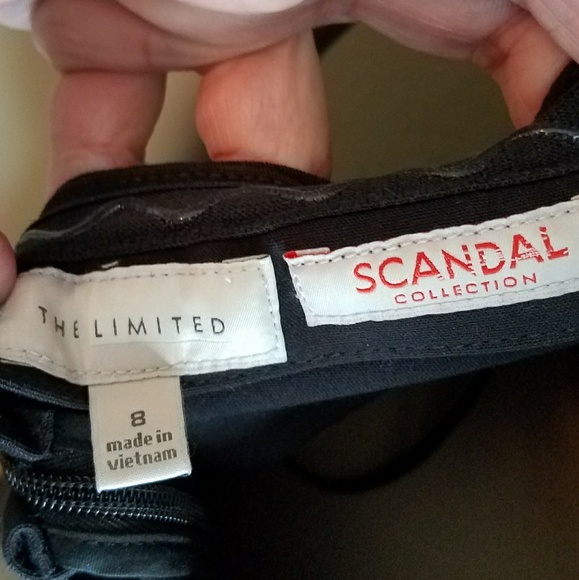 THE LIMITED
SCANDAL
COLLECTION
8
made in
vietnam